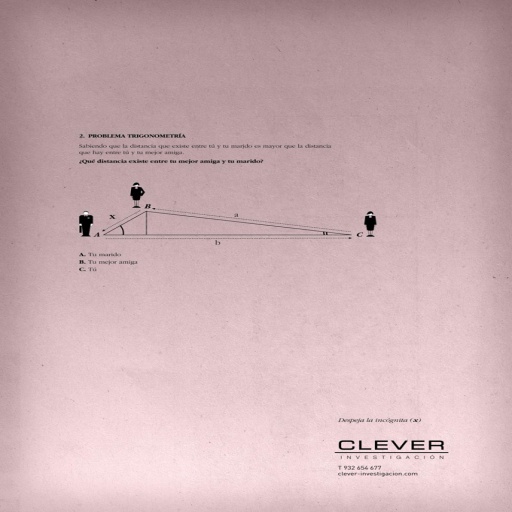 2. PROBLEMA TRIGONOMETRÍA
habiendo que la distancia que existe entre tú y tu marido es mayor que la distancia
que hay entre tú y tu mejor amiga.
¿Qué distancia existe entre tu mejor amiga y tu marido?
B
x
a
A
α
C
b
A. Tu marido
B. Tu mejor amiga
C. Tú
Despeja la incógnita (x)
CLEVER
INVESTIGACIÓN
T 932 654 677
clever-investigacion.com